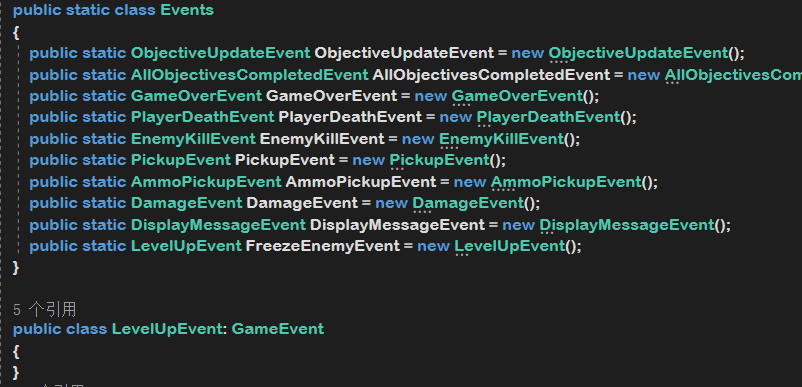 public static class Events
{
public static ObjectiveUpdateEvent ObjectiveUpdateEvent = new ObjectiveUpdateEvent();
public static AllObjectivesCompletedEvent AllObjectivesCompletedEvent = new AllObjectivesCom
public static GameOverEvent GameOverEvent = new GameOverEvent();
public static PlayerDeathEvent PlayerDeathEvent = new PlayerDeathEvent();
public static EnemyKillEvent EnemyKillEvent = new EnemyKillEvent();
public static PickupEvent PickupEvent = new PickupEvent();
public static AmmoPickupEvent AmmoPickupEvent = new AmmoPickupEvent();
public static DamageEvent DamageEvent = new DamageEvent();
public static DisplayMessageEvent DisplayMessageEvent = new DisplayMessageEvent();
public static LevelUpEvent FreezeEnemyEvent = new LevelUpEvent();
}
5 个引用
public class LevelUpEvent: GameEvent
{
}